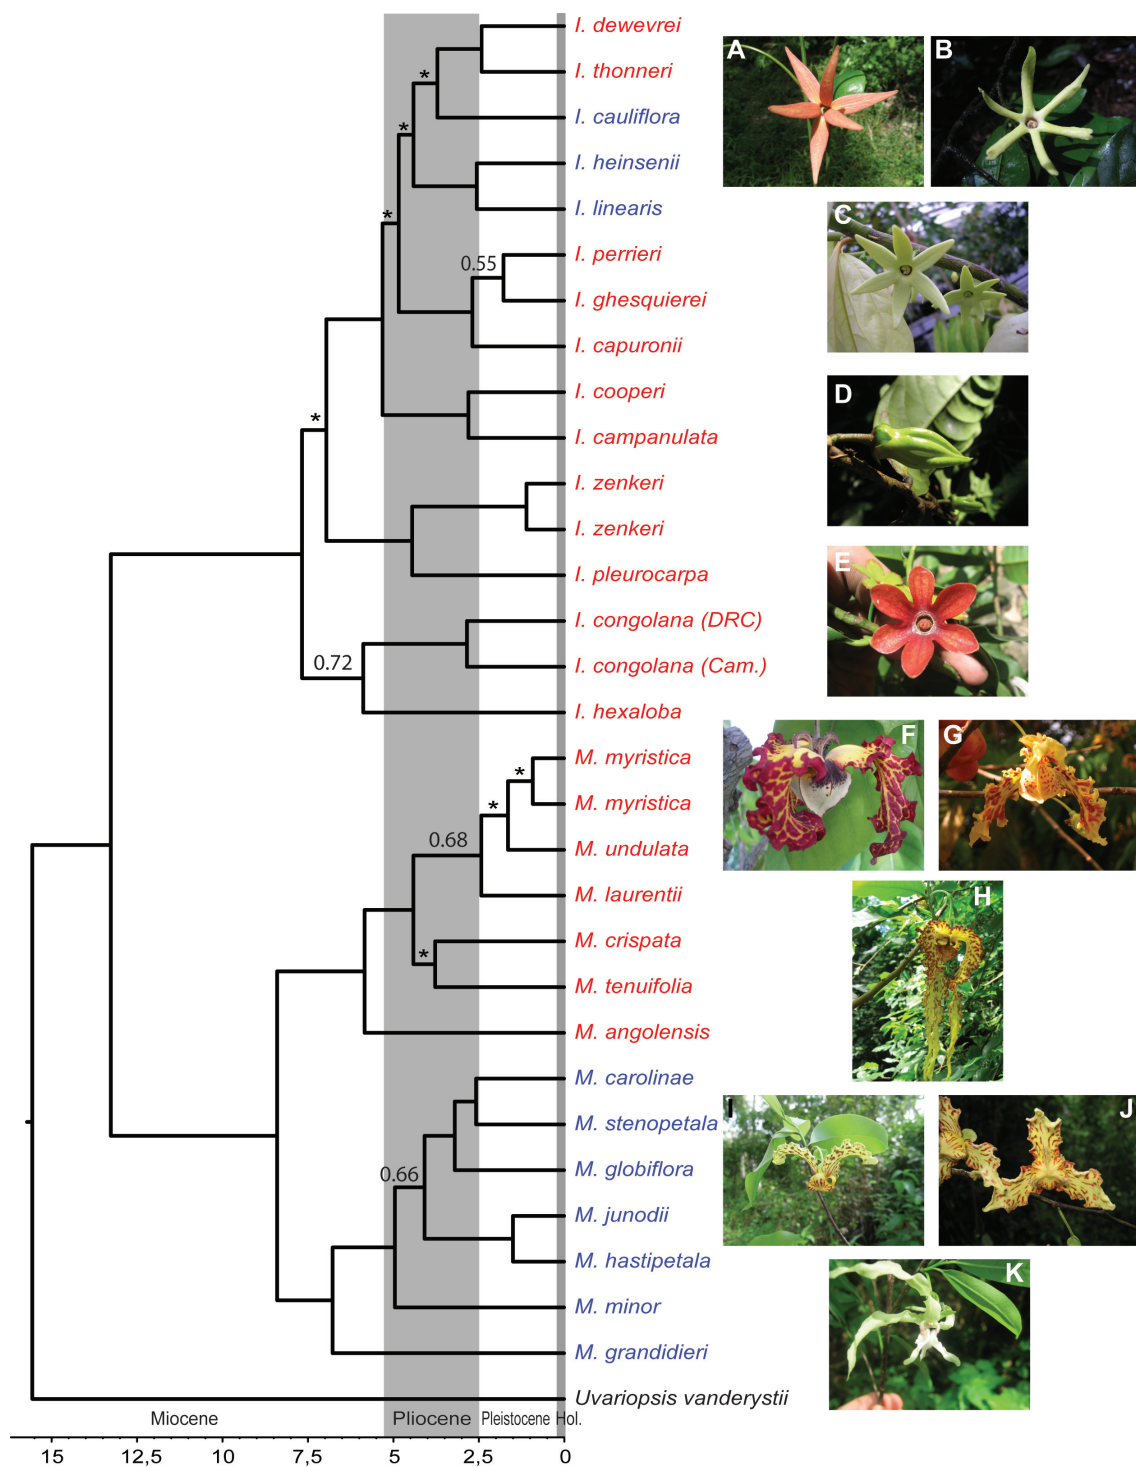 I. dewevrei
A
B
*
I. thonneri
*
I. cauliflora
I. heinsenii
*
I. linearis
C
0.55
I. perrieri
I. ghesquierei
I. capuronii
I. cooperi
D
*
I. campanulata
I. zenkeri
I. zenkeri
E
I. pleurocarpa
I. congolana (DRC)
0.72
I. congolana (Cam.)
I. hexaloba
F
G
M. myristica
*
*
M. myristica
0.68
M. undulata
M. laurentii
H
M. crispata
*
M. tenuifolia
M. angolensis
M. carolinae
I
J
M. stenopetala
0.66
M. globiflora
M. junodii
M. hastipetala
K
M. minor
M. grandidieri
Uvariopsis vanderystii
Miocene Pliocene Pleistocene Hol.
15 12,5 10 7,5 5 2,5 0